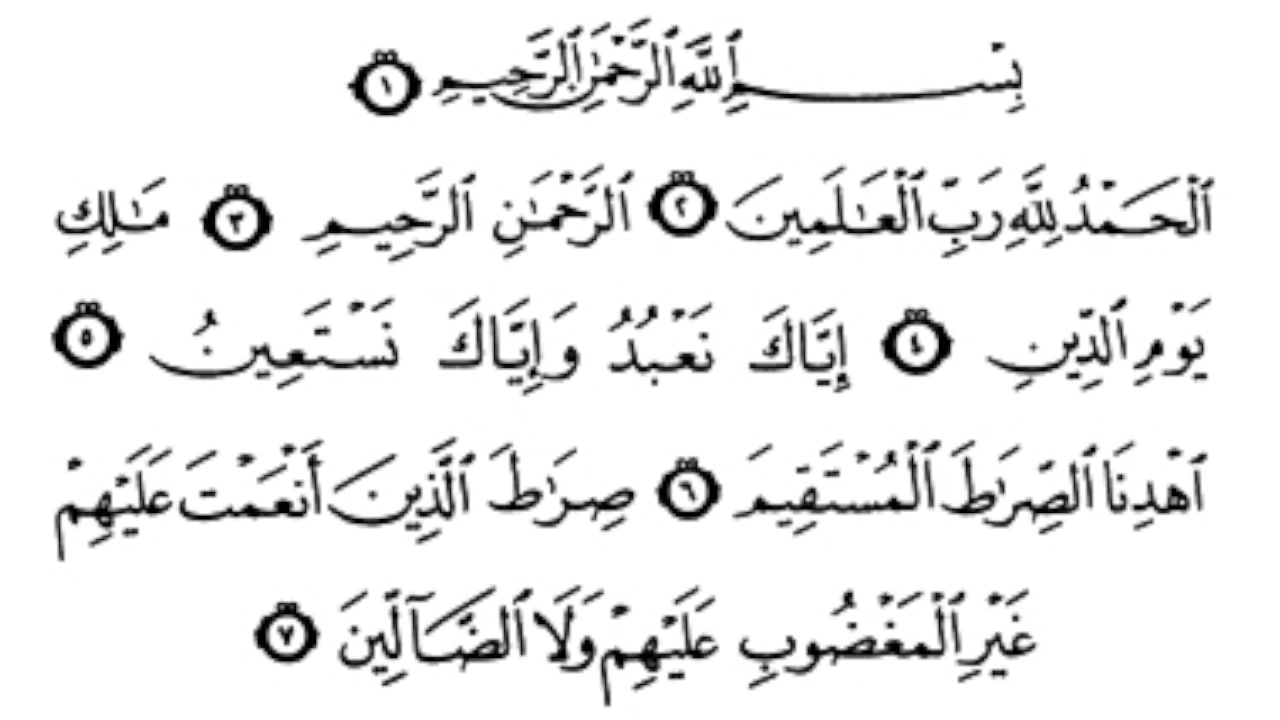 بِسْمِ ٱللَّهِ ٱلرَّحْمَٰنِ ٱلرَّحِيمِ ١
ٱلْحَمْدُ لِلَّهِ رَبِّ ٱلْعَٰلَمِينَ ٢ ٱلرَّحْمَٰنِ ٱلرَّحِيمِ ٣ مَٰلِكِ
يَوْمِ ٱلدِّينِ ٤ إِيَّاكَ نَعْبُدُ وَإِيَّاكَ نَسْتَعِينُ ٥
ٱهْدِنَا ٱلصِّرَٰطَ ٱلْمُسْتَقِيمَ ٦ صِرَٰطَ ٱلَّذِينَ أَنْعَمْتَ عَلَيْهِمْ
غَيْرِ ٱلْمَغْضُوبِ عَلَيْهِمْ وَلَا ٱلضَّآلِّينَ ٧